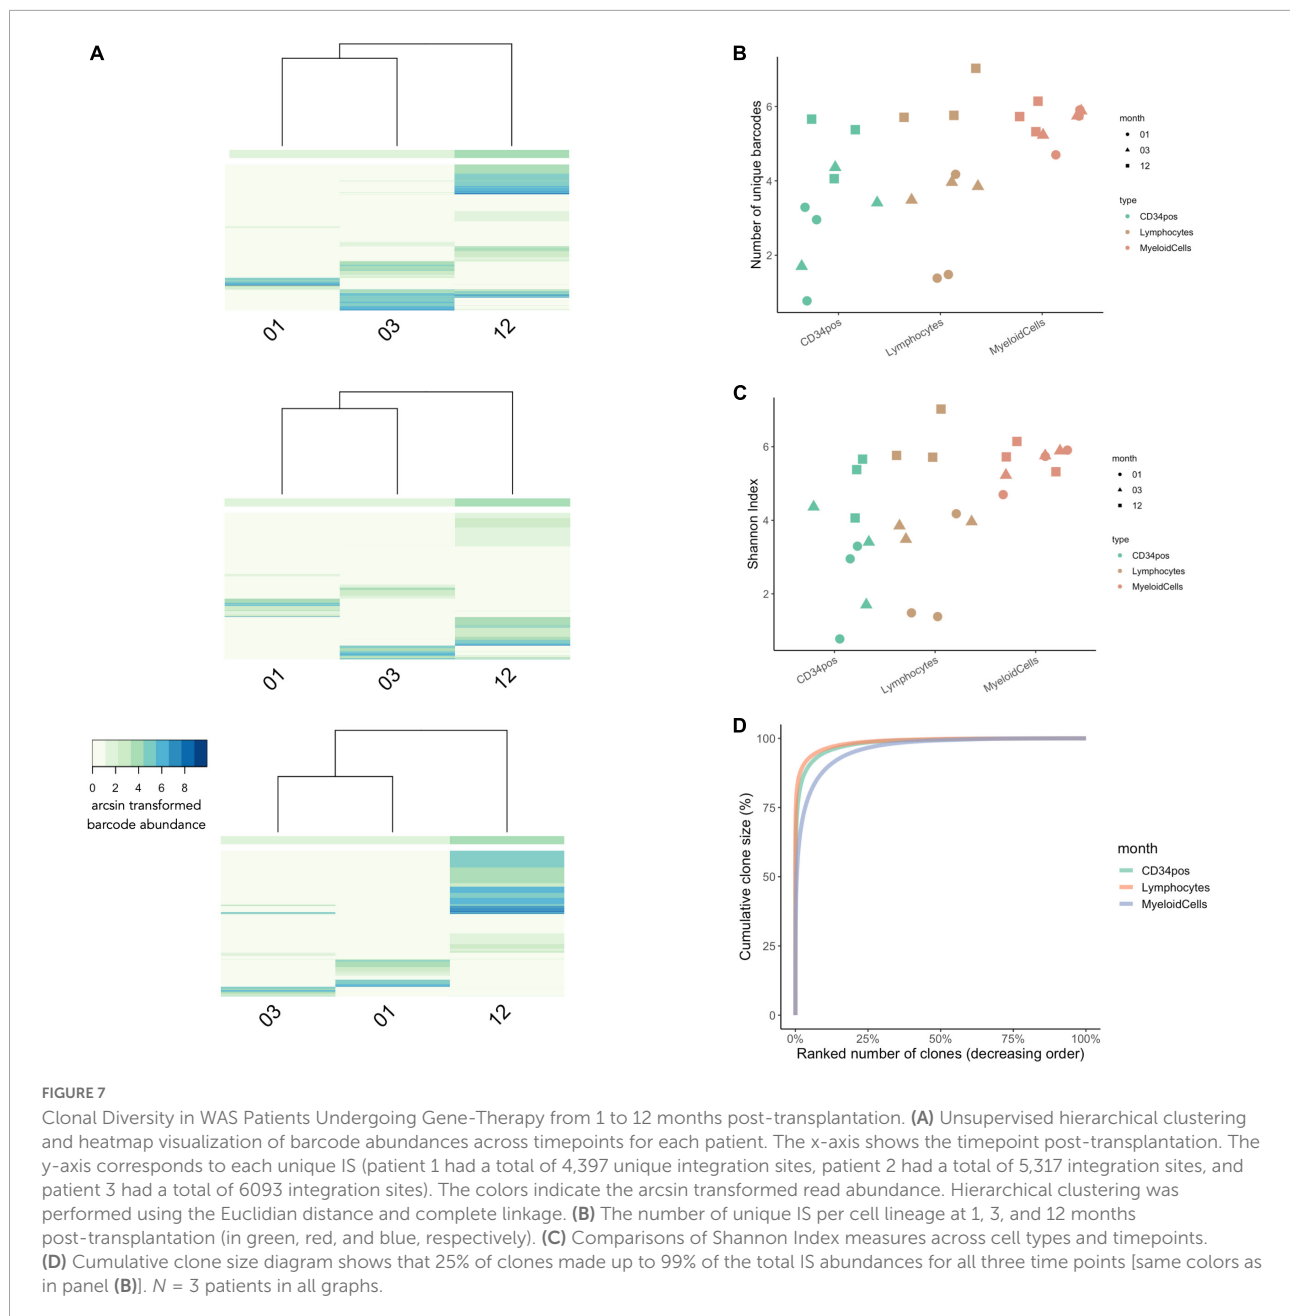 A
01
03
12
01
03
12
0 2 4 6 8
arcsin transformed
barcode abundance
03
01
12
B
Number of unique barcodes
6
4
2
CD34pos
Lymphocytes
MyeloidCells
month
01
03
12
type
CD34pos
Lymphocytes
MyeloidCells
C
Shannon Index
6
4
2
CD34pos
Lymphocytes
MyeloidCells
month
01
03
12
type
CD34pos
Lymphocytes
MyeloidCells
D
Cumulative clone size (%)
100
75
50
25
0
0% 25% 50% 75% 100%
Ranked number of clones (decreasing order)
month
CD34pos
Lymphocytes
MyeloidCells
FIGURE 7
Clonal Diversity in WAS Patients Undergoing Gene-Therapy from 1 to 12 months post-transplantation. (A) Unsupervised hierarchical clustering
and heatmap visualization of barcode abundances across timepoints for each patient. The x-axis shows the timepoint post-transplantation. The
y-axis corresponds to each unique IS (patient 1 had a total of 4,397 unique integration sites, patient 2 had a total of 5,317 integration sites, and
patient 3 had a total of 6093 integration sites). The colors indicate the arcsin transformed read abundance. Hierarchical clustering was
performed using the Euclidian distance and complete linkage. (B) The number of unique IS per cell lineage at 1, 3, and 12 months
post-transplantation (in green, red, and blue, respectively). (C) Comparisons of Shannon Index measures across cell types and timepoints.
(D) Cumulative clone size diagram shows that 25% of clones made up to 99% of the total IS abundances for all three time points [same colors as
in panel (B)]. N = 3 patients in all graphs.